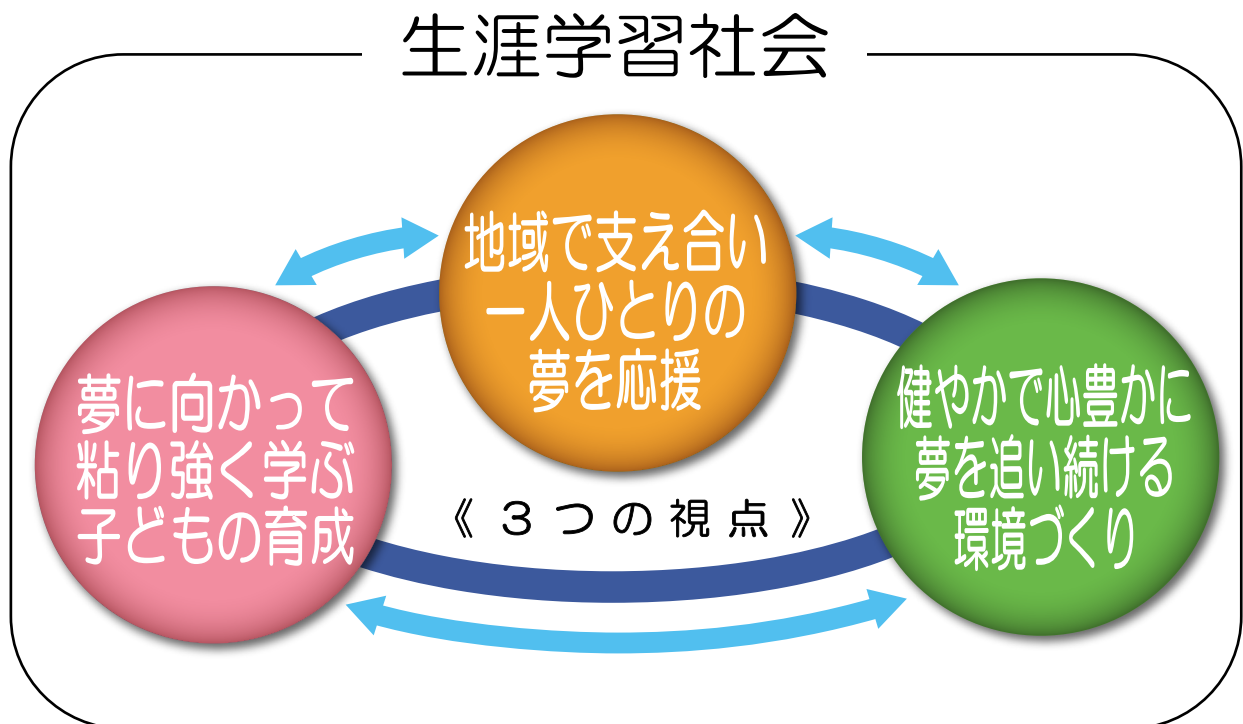 生涯学習社会
地域で支え合い
一人ひとりの
夢を応援
夢に向かって
粘り強く学ぶ
子どもの育成
健やかで心豊かに
夢を追い続ける
環境づくり
《３つの視点》